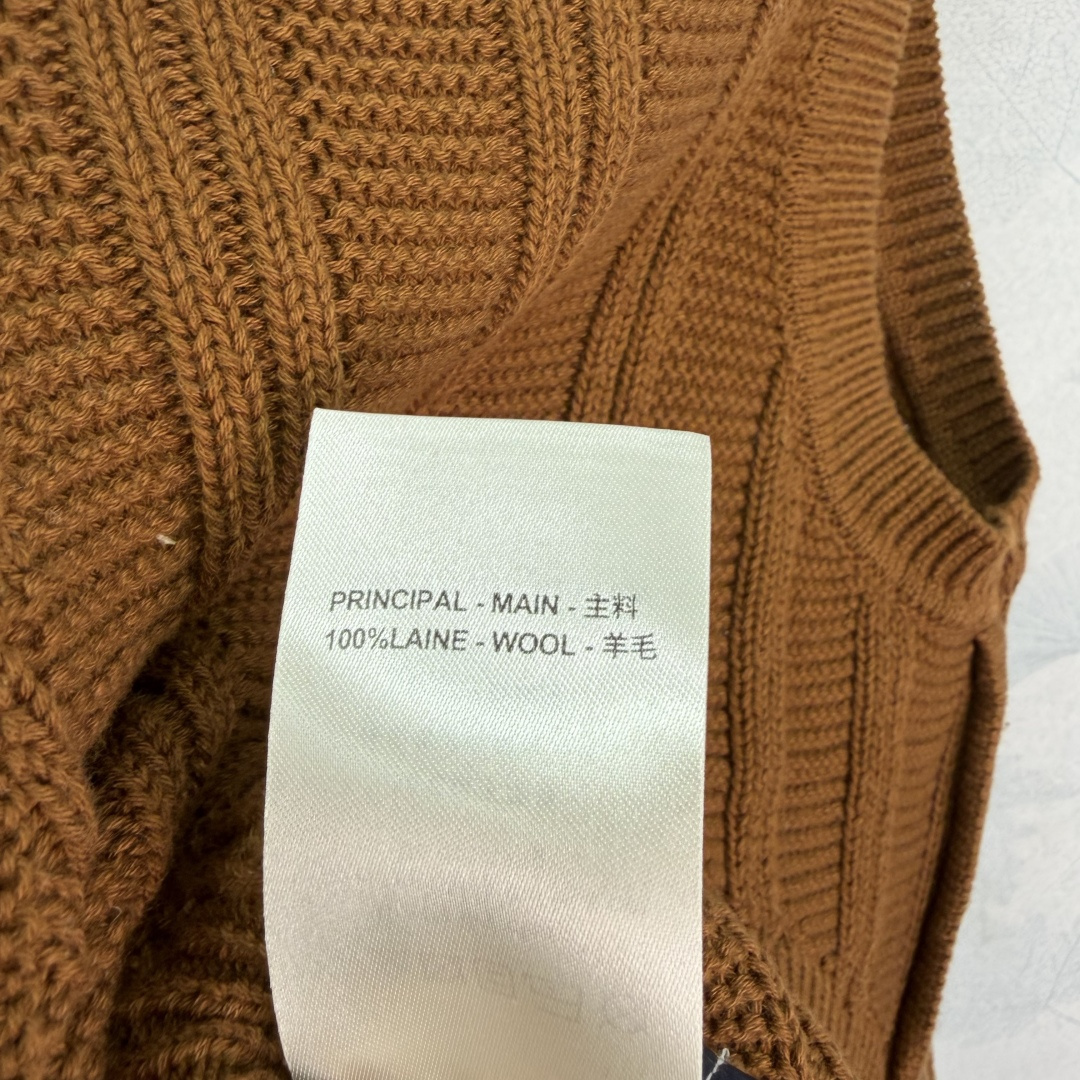 PRINCIPAL - MAIN - 主料
100%LAINE - WOOL - 羊毛